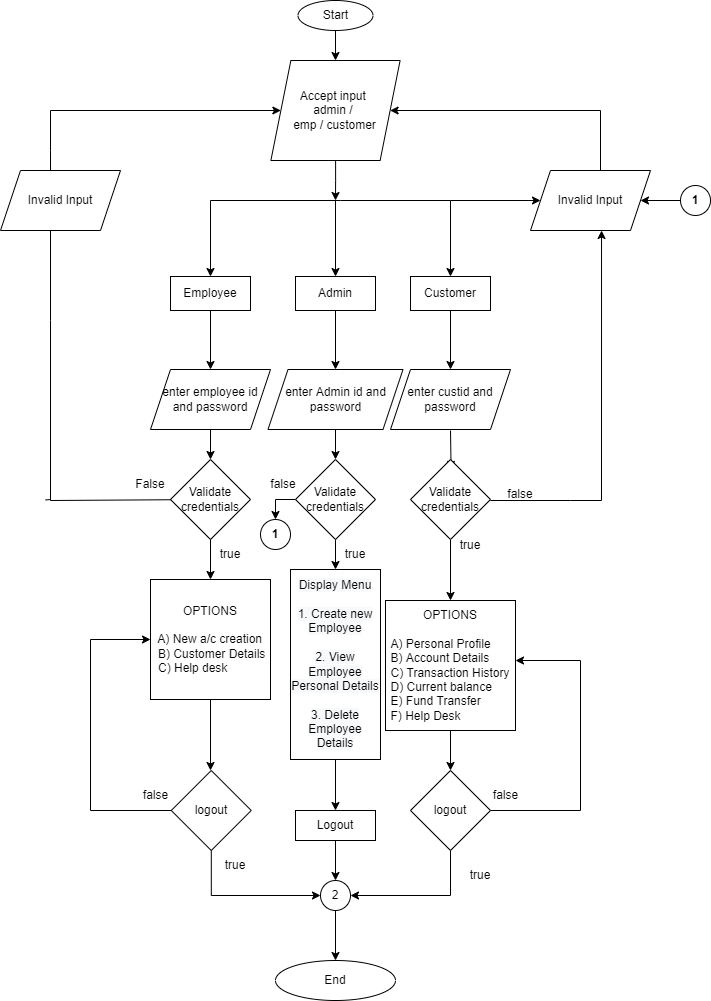 Start
Accept input
admin /
emp / customer
Invalid Input
Invalid Input
1
Employee
Admin
Customer
enter employee id
and password
enter Admin id and
password
enter custid and
password
False
Validate
credentials
false
Validate
credentials
Validate
credentials
false
1
true
true
true
OPTIONS
A) New a/c creation
B) Customer Details
C) Help desk
Display Menu
1. Create new
Employee
2. View
Employee
Personal Details
3. Delete
Employee
Details
OPTIONS
A) Personal Profile
B) Account Details
C) Transaction History
D) Current balance
E) Fund Transfer
F) Help Desk
false
logout
Logout
logout
false
true
true
2
End